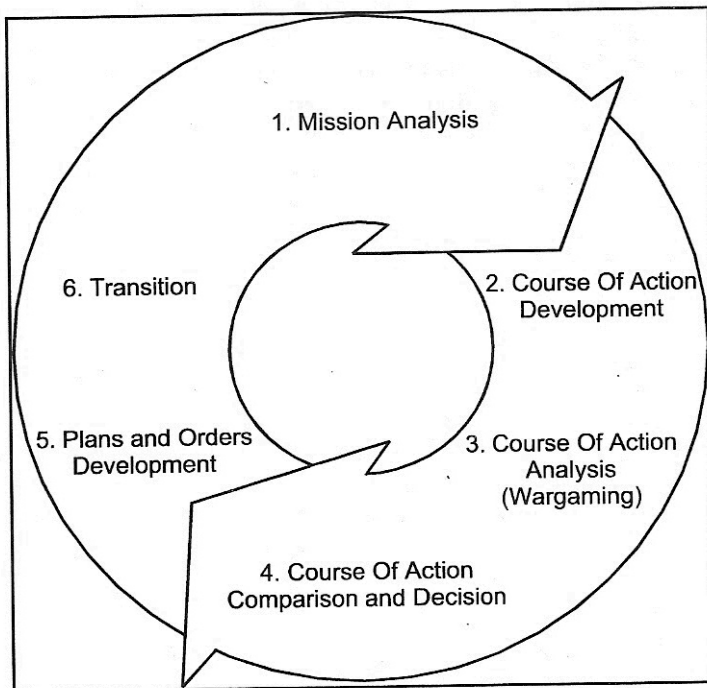 1. Mission Analysis
2. Course Of Action
Development
3. Course Of Action
Analysis
(Wargaming)
4. Course Of Action
Comparison and Decision
5. Plans and Orders
Development
6. Transition